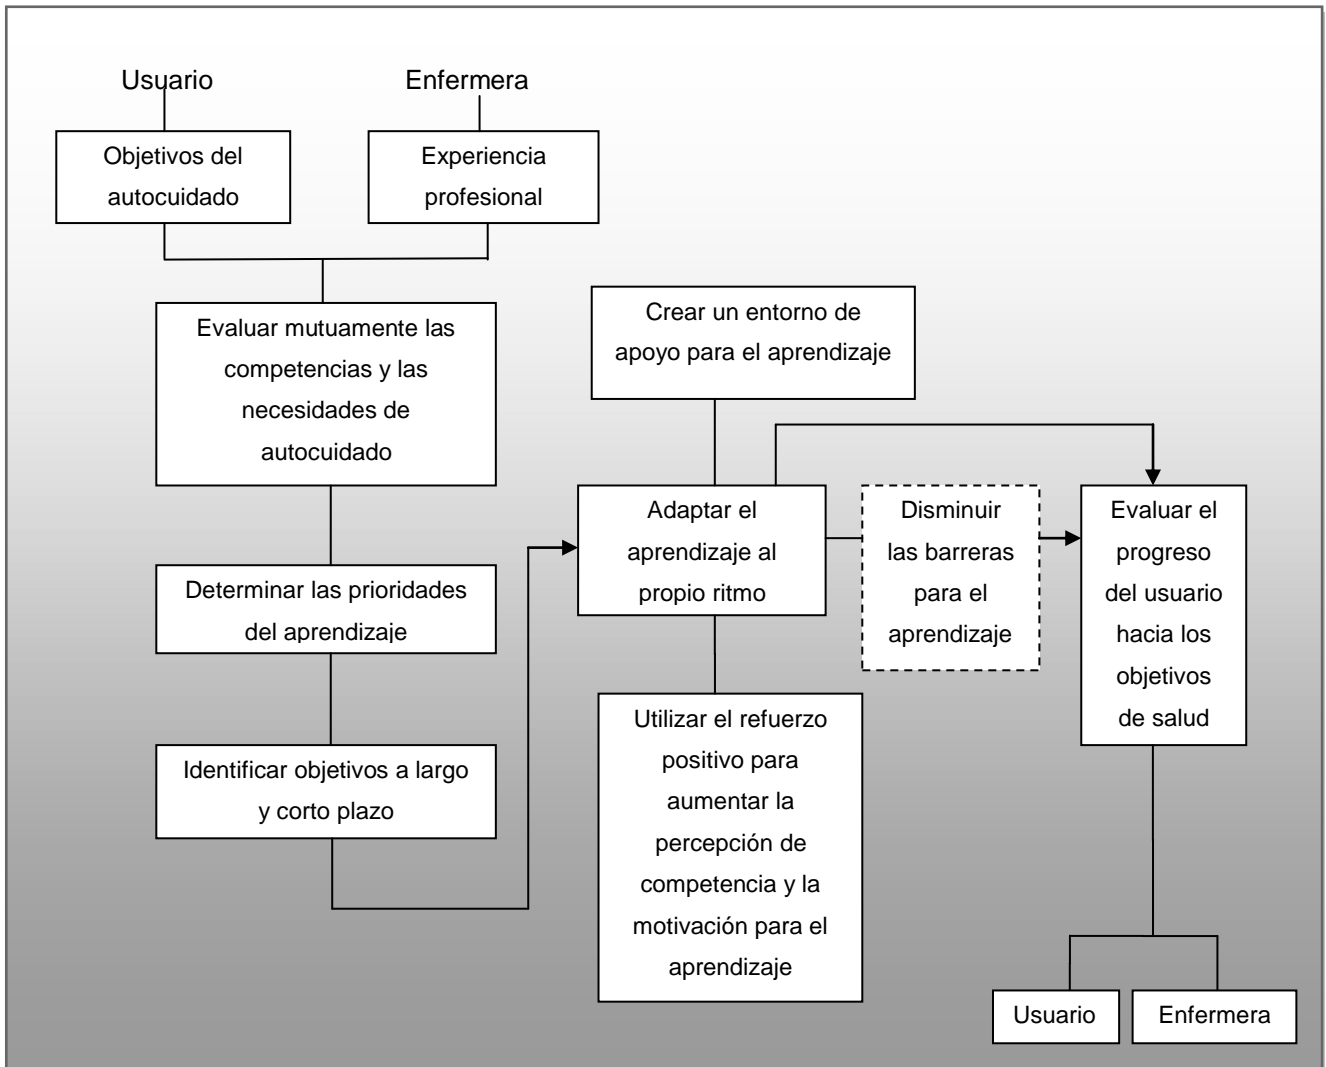 Usuario
Enfermera
Objetivos del
autocuidado
Experiencia
profesional
Evaluar mutuamente las
competencias y las
necesidades de
autocuidado
Determinar las prioridades
del aprendizaje
Identificar objetivos a largo
y corto plazo
Crear un entorno de
apoyo para el aprendizaje
Adaptar el
aprendizaje al
propio ritmo
Utilizar el refuerzo
positivo para
aumentar la
percepción de
competencia y la
motivación para el
aprendizaje
Disminuir
las barreras
para el
aprendizaje
Evaluar el
progreso
del usuario
hacia los
objetivos
de salud
Usuario
Enfermera